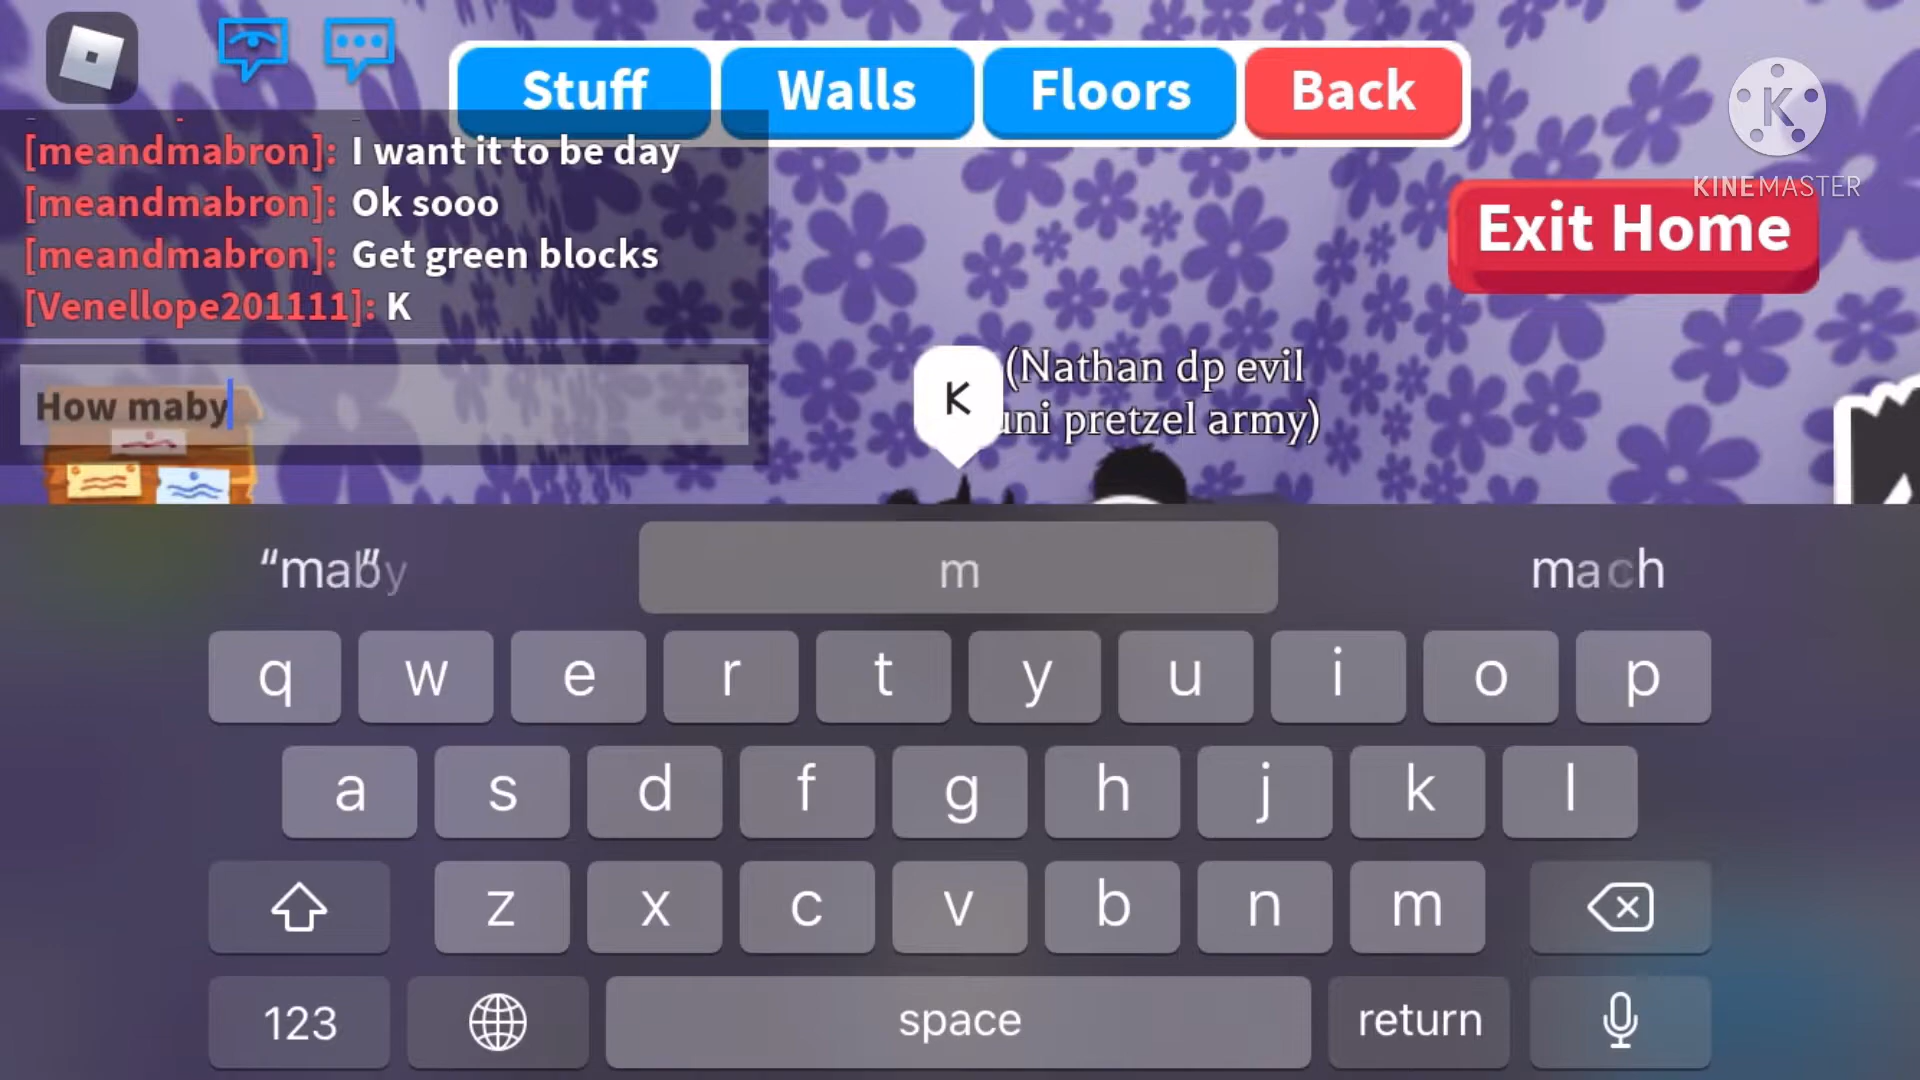 Stuff
Walls
Floors
Back
K
KINEMASTER
[meandmabron]: I want it to be day
[meandmabron]: Ok sooo
[meandmabron]: Get green blocks
[Venellope201111]: K
Exit Home
How maby
K
(Nathan dp evil
uni pretzel army)
m
mach
q w e r t y u i o p
a s d f g h j k l
z x c v b n m
123
space
return